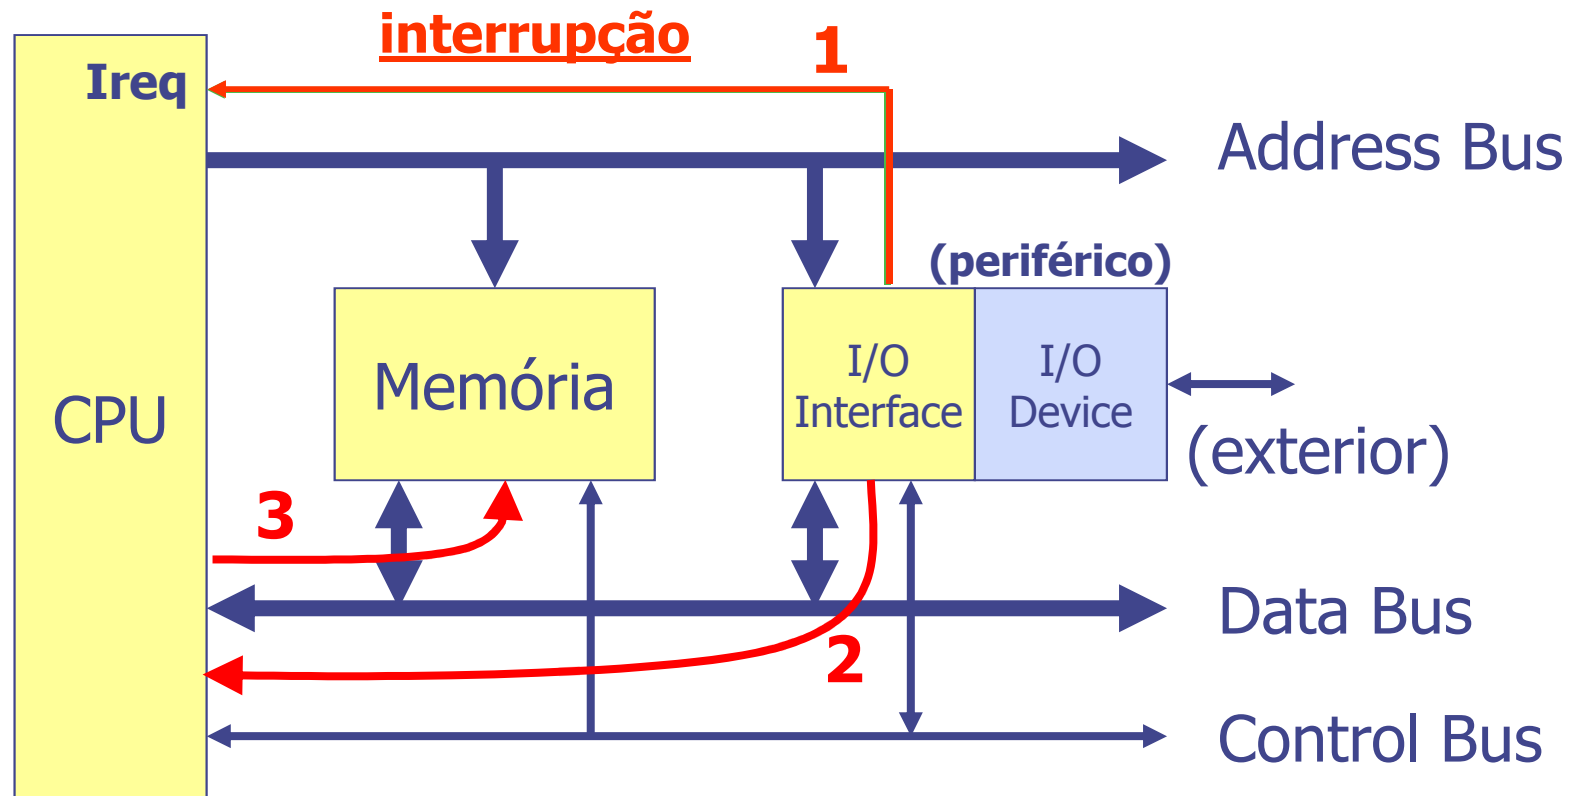 interrupção
1
Ireq
Address Bus
(periférico)
I/O
Interface
I/O
Device
Memória
CPU
(exterior)
3
Data Bus
2
Control Bus